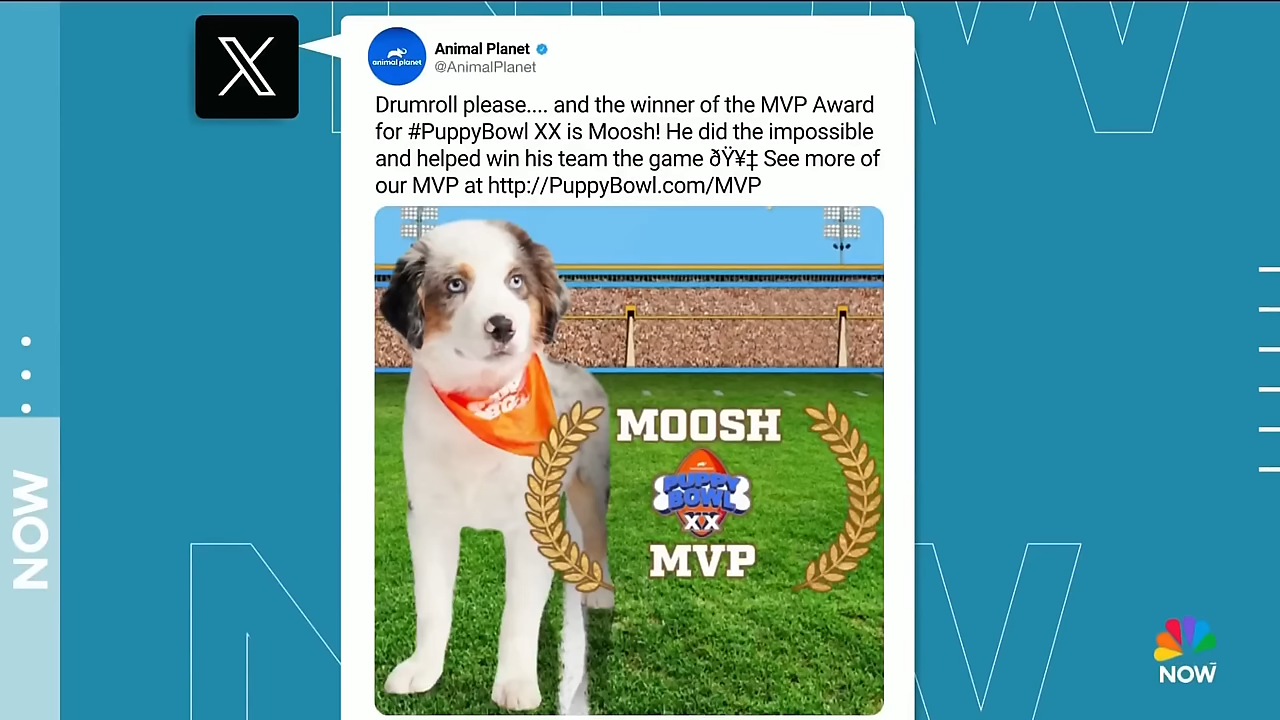 animal planet
Animal Planet
@AnimalPlanet
Drumroll please.... and the winner of the MVP Award
for #PuppyBowl XX is Moosh! He did the impossible
and helped win his team the game ðŸ¥‡ See more of
our MVP at http://PuppyBowl.com/MVP
MOOSH
PUPPY
BOWL
XX
MVP
NOW
NOW